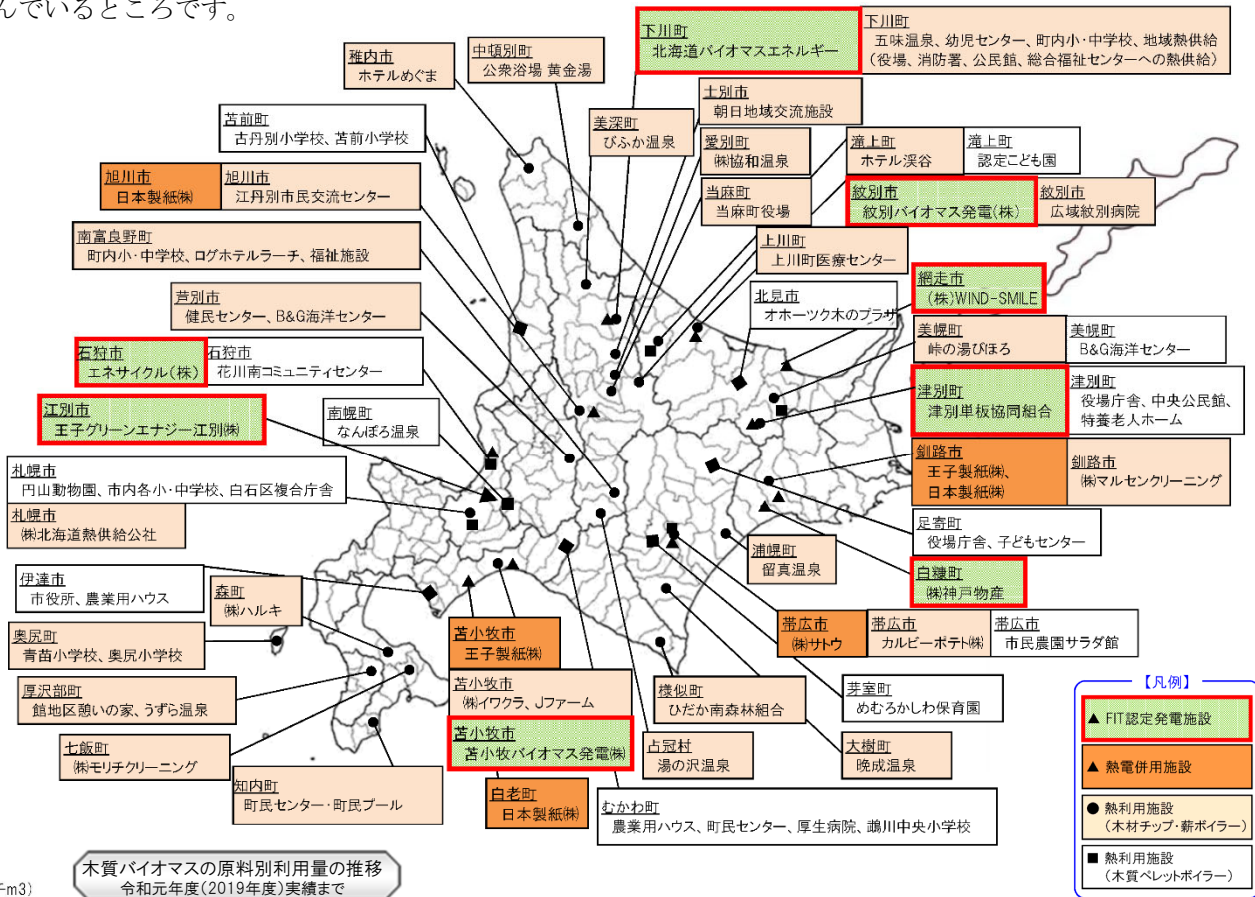 んでいるところです。
下川町
北海道バイオマスエネルギー
下川町
五味温泉、幼児センター、町内小・中学校、地域熱供給
(役場、消防署、公民館、総合福祉センターへの熱供給)
稚内市
ホテルめぐま
中頓別町
公衆浴場 黄金湯
士別市
朝日地域交流施設
苫前町
古丹別小学校、苫前小学校
美深町
びふか温泉
愛別町
㈱協和温泉
滝上町
ホテル渓谷
滝上町
認定こども園
旭川市
日本製紙㈱
旭川市
江丹別市民交流センター
当麻町
当麻町役場
紋別市
紋別バイオマス発電(株)
紋別市
広域紋別病院
南富良野町
町内小・中学校、ログホテルラーチ、福祉施設
上川町
上川町医療センター
芦別市
健民センター、B&G海洋センター
北見市
オホーツク木のプラザ
網走市
(株)WIND-SMILE
美幌町
峠の湯びほろ
美幌町
B&G海洋センター
石狩市
エネサイクル(株)
石狩市
花川南コミュニティセンター
津別町
津別単板協同組合
津別町
役場庁舎、中央公民館、
特養老人ホーム
江別市
王子グリーンエナジー江別㈱
南幌町
なんぽろ温泉
釧路市
王子製紙㈱、
日本製紙㈱
釧路市
㈱マルセンクリーニング
札幌市
円山動物園、市内各小・中学校、白石区複合庁舎
札幌市
㈱北海道熱供給公社
足寄町
役場庁舎、子どもセンター
浦幌町
留真温泉
白糠町
㈱神戸物産
伊達市
市役所、農業用ハウス
森町
㈱ハルキ
奥尻町
青苗小学校、奥尻小学校
苫小牧市
王子製紙㈱
帯広市
㈱サトウ
帯広市
カルビーポテト㈱
帯広市
市民農園サラダ館
厚沢部町
館地区憩いの家、うずら温泉
苫小牧市
㈱イワクラ、Jファーム
様似町
ひだか南森林組合
芽室町
めむろかしわ保育園
苫小牧市
苫小牧バイオマス発電㈱
占冠村
湯の沢温泉
大樹町
晩成温泉
七飯町
㈱モリチクリーニング
知内町
町民センター・町民プール
白老町
日本製紙㈱
むかわ町
農業用ハウス、町民センター、厚生病院、鵡川中央小学校
【凡例】
▲ FIT認定発電施設
▲ 熱電併用施設
● 熱利用施設
(木材チップ・薪ボイラー)
■ 熱利用施設
(木質ペレットボイラー)
木質バイオマスの原料別利用量の推移
令和元年度(2019年度)実績まで
千m3)